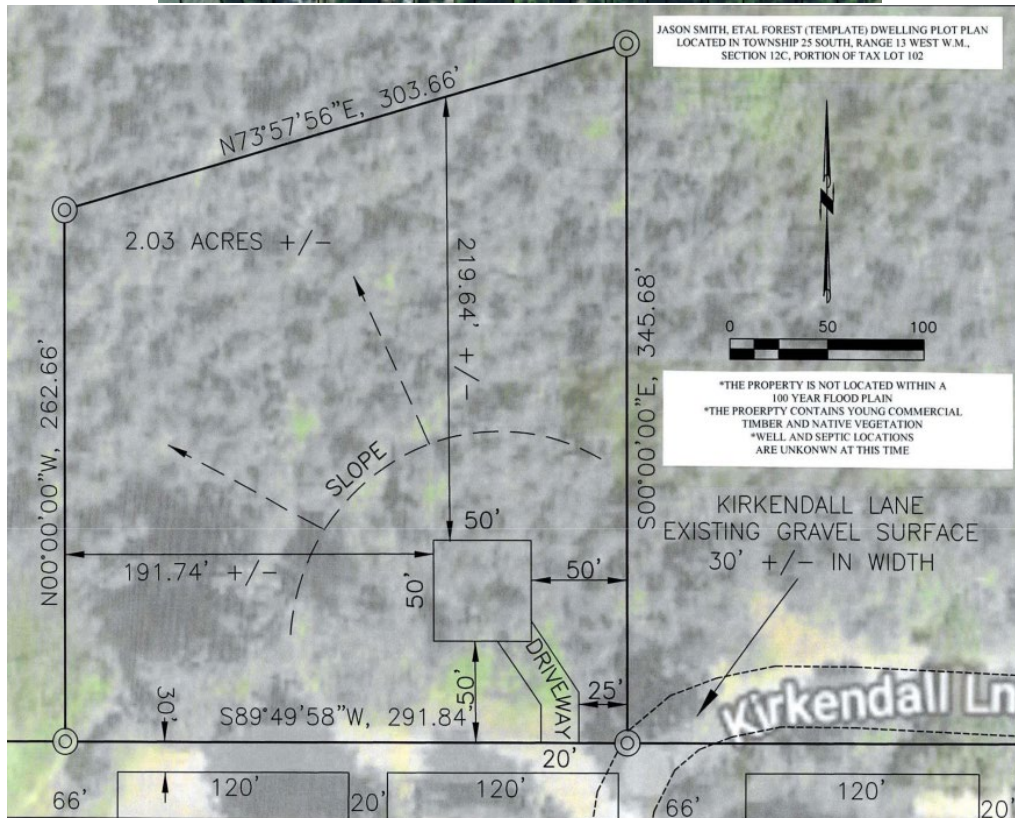 JASON SMITH, ETAL FOREST (TEMPLATE) DWELLING PLOT PLAN
LOCATED IN TOWNSHIP 25 SOUTH, RANGE 13 WEST W.M.,
SECTION 12C, PORTION OF TAX LOT 102
N73°57'56"E, 303.66'
2.03 ACRES +/-
219.64' +/-
S00°00'00"E, 345.68'
N00°00'00"W, 262.66'
0 50 100
*THE PROPERTY IS NOT LOCATED WITHIN A
100 YEAR FLOOD PLAIN
*THE PROERPTY CONTAINS YOUNG COMMERCIAL
TIMBER AND NATIVE VEGETATION
*WELL AND SEPTIC LOCATIONS
ARE UNKONWN AT THIS TIME
SLOPE
KIRKENDALL LANE
EXISTING GRAVEL SURFACE
30' +/- IN WIDTH
50'
191.74' +/-
50'
50'
DRIVEWAY
50'
25'
30'
S89°49'58"W, 291.84'
20'
Kirkendall Ln
66'
120'
20'
120'
66'
120'
20'